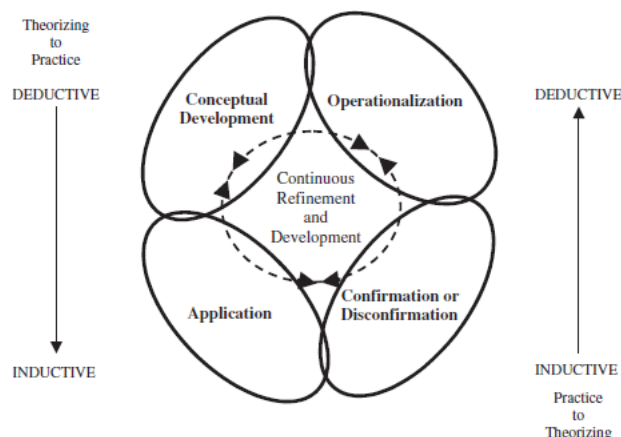 Theorizing
to
Practice
DEDUCTIVE
INDUCTIVE
Conceptual
Development
Operationalization
Continuous
Refinement
and
Development
Application
Confirmation or
Disconfirmation
DEDUCTIVE
INDUCTIVE
Practice
to
Theorizing